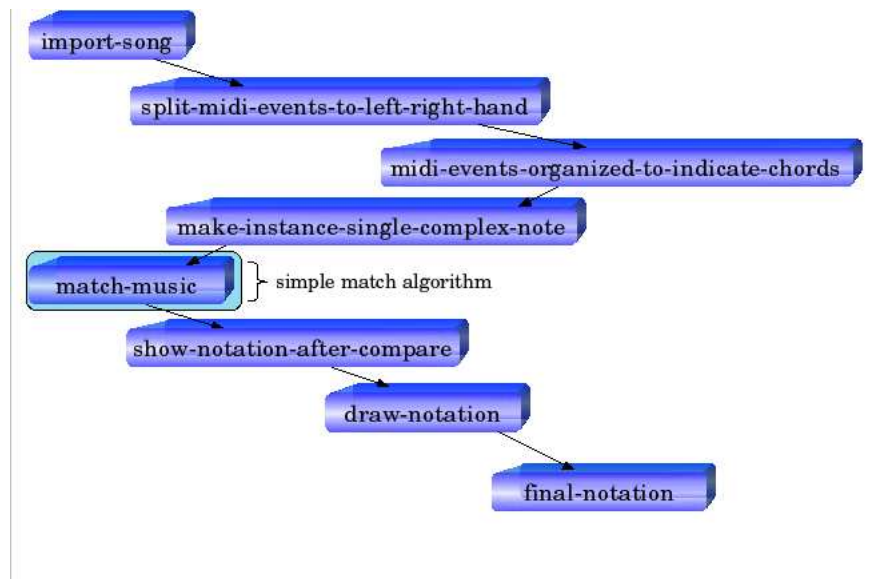 import-song
split-midi-events-to-left-right-hand
midi-events-organized-to-indicate-chords
make-instance-single-complex-note
match-music
simple match algorithm
show-notation-after-compare
draw-notation
final-notation